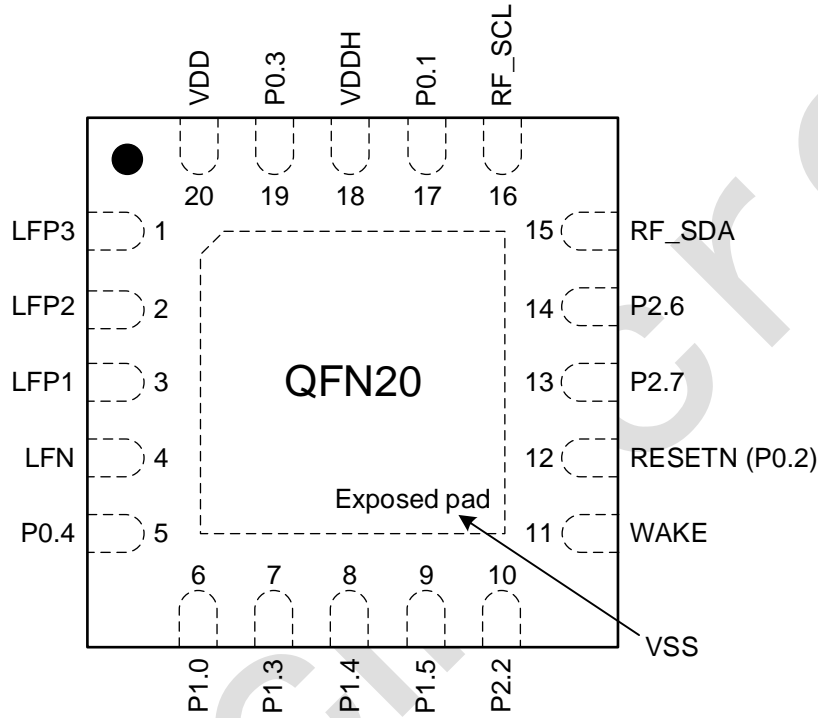 VDD P0.3 VDDH P0.1 RF_SCL
20 19 18 17 16
LFP3 1 15 RF_SDA
LFP2 2 14 P2.6
LFP1 3 QFN20 13 P2.7
LFN 4 12 RESETN (P0.2)
Exposed pad
P0.4 5 11 WAKE
6 7 8 9 10
VSS
P1.0 P1.3 P1.4 P1.5 P2.2